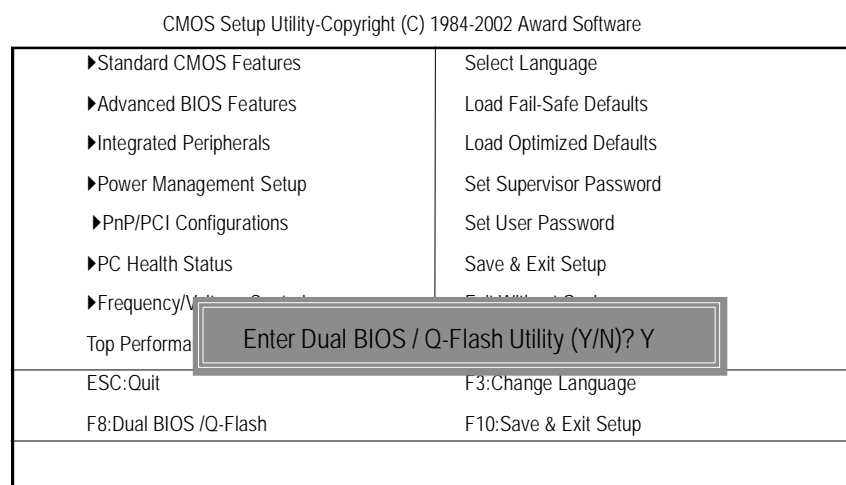 CMOS Setup Utility-Copyright (C) 1984-2002 Award Software
▶Standard CMOS Features Select Language
▶Advanced BIOS Features Load Fail-Safe Defaults
▶Integrated Peripherals Load Optimized Defaults
▶Power Management Setup Set Supervisor Password
▶PnP/PCI Configurations Set User Password
▶PC Health Status Save & Exit Setup
▶Frequency/
Top Performa
Enter Dual BIOS / Q-Flash Utility (Y/N)? Y
ESC:Quit F3:Change Language
F8:Dual BIOS /Q-Flash F10:Save & Exit Setup